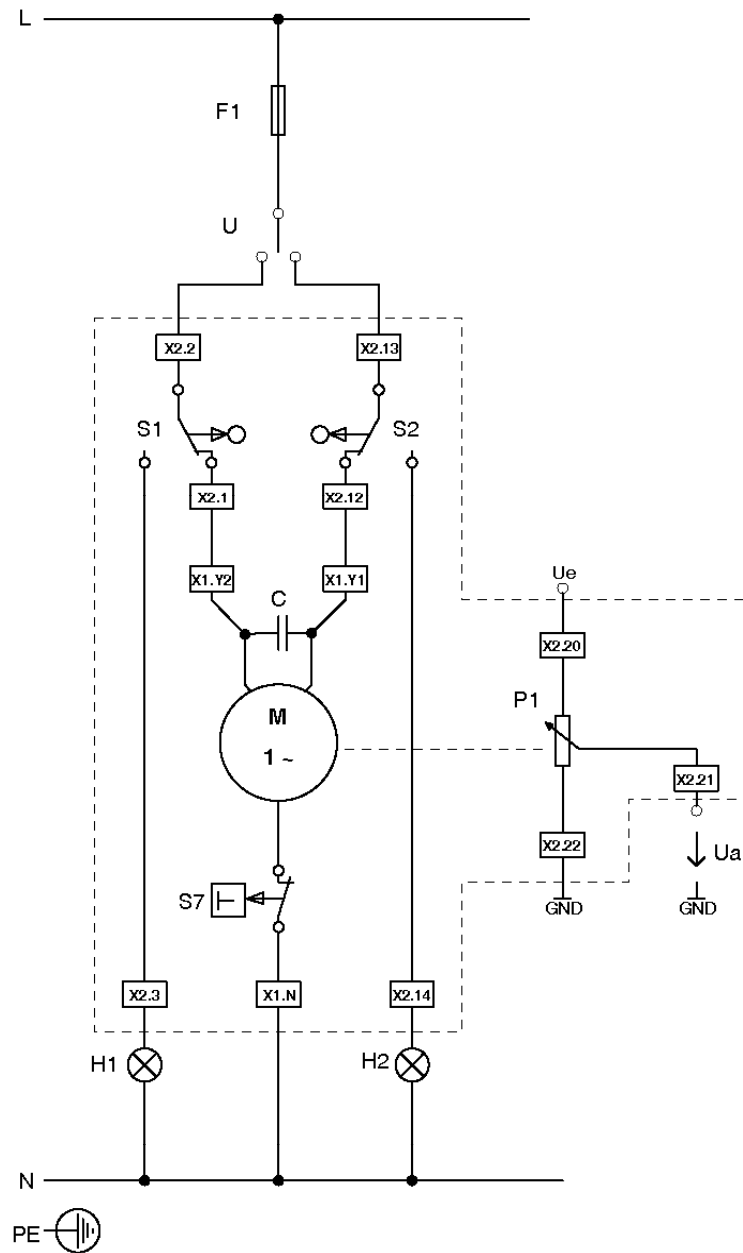 L
F1
U
X2.2
X2.13
S1
S2
X2.1
X2.12
X1.Y2
X1.Y1
C
Ue
X2.20
M
1 ~
P1
X2.21
X2.22
Ua
S7
T
GND
GND
X2.3
X1.N
X2.14
H1
H2
N
PE